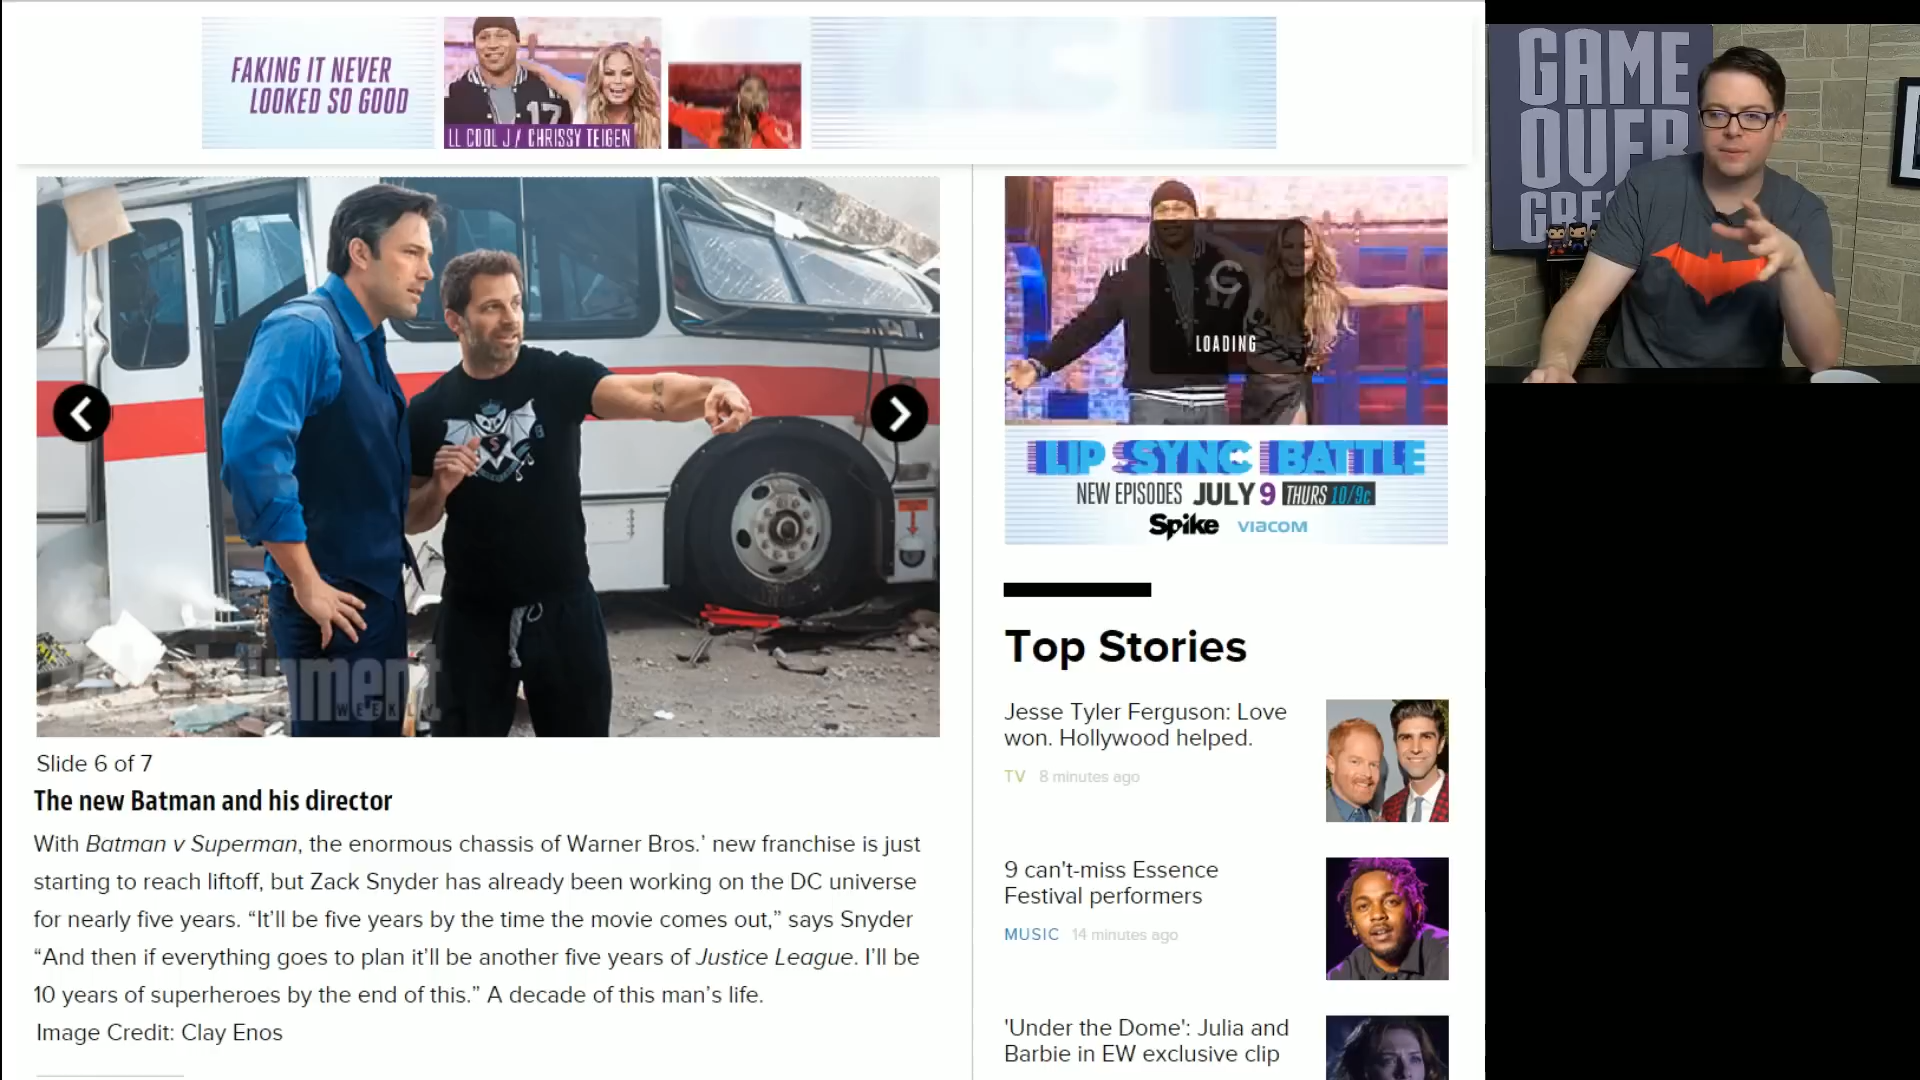 FAKING IT NEVER
LOOKED SO GOOD
LL COOL J / CHRISSY TEIGEN
17
WEEKLY
Slide 6 of 7
The new Batman and his director
With Batman v Superman, the enormous chassis of Warner Bros.’ new franchise is just
starting to reach liftoff, but Zack Snyder has already been working on the DC universe
for nearly five years. “It’ll be five years by the time the movie comes out,” says Snyder
“And then if everything goes to plan it’ll be another five years of Justice League. I’ll be
10 years of superheroes by the end of this.” A decade of this man’s life.
Image Credit: Clay Enos
LOADING
LIP SYNC BATTLE
NEW EPISODES JULY 9 THURS 10/9c
Spike VIACOM
Top Stories
Jesse Tyler Ferguson: Love
won. Hollywood helped.
TV 8 minutes ago
9 can't-miss Essence
Festival performers
MUSIC 14 minutes ago
'Under the Dome': Julia and
Barbie in EW exclusive clip
GAME
OVER